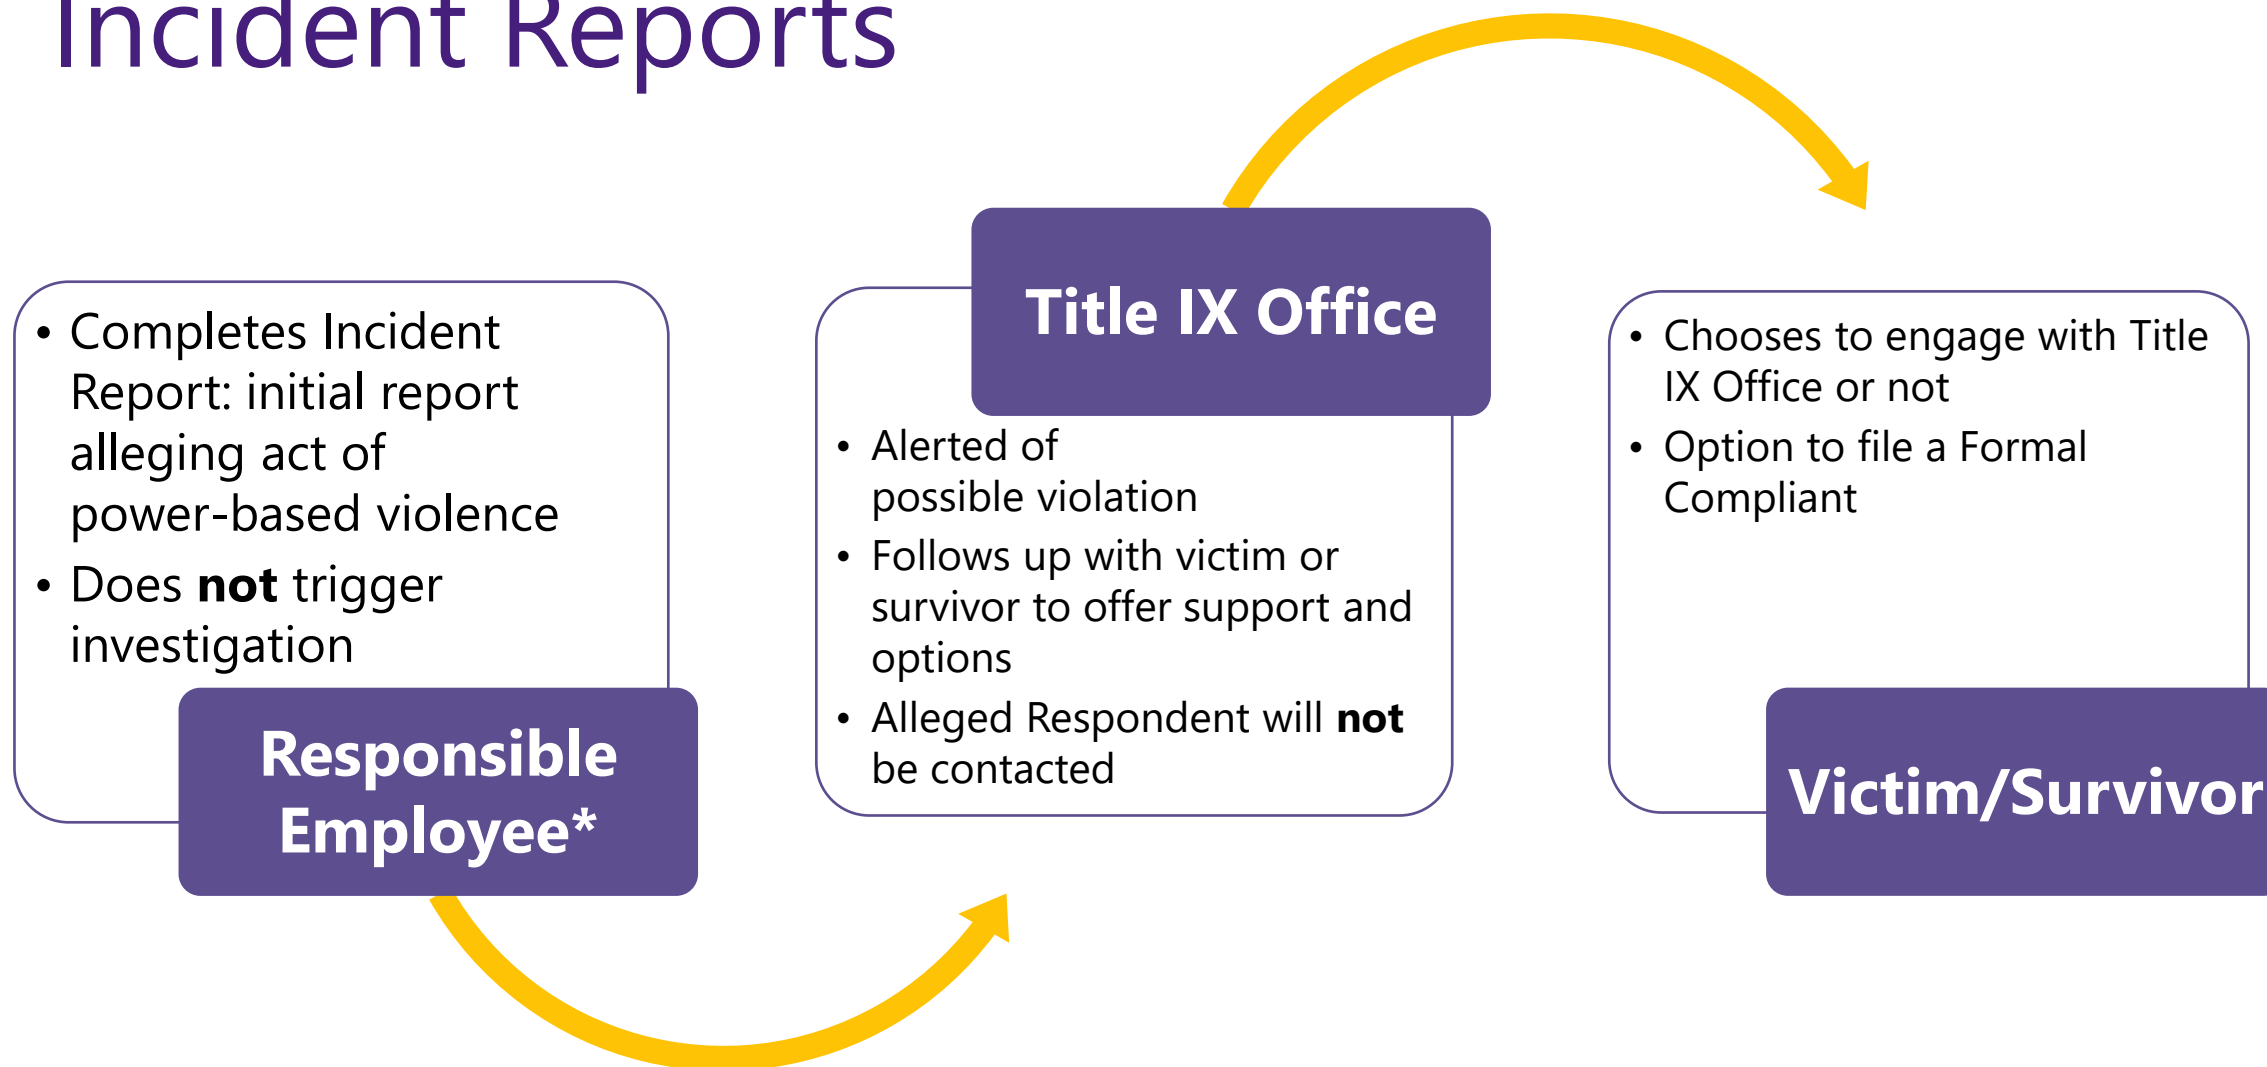 Incident Reports
• Completes Incident
Report: initial report
alleging act of
power-based violence
• Does not trigger
investigation
Responsible
Employee*
Title IX Office
• Alerted of
possible violation
• Follows up with victim or
survivor to offer support and
options
• Alleged Respondent will not
be contacted
• Chooses to engage with Title
IX Office or not
• Option to file a Formal
Compliant
Victim/Survivor